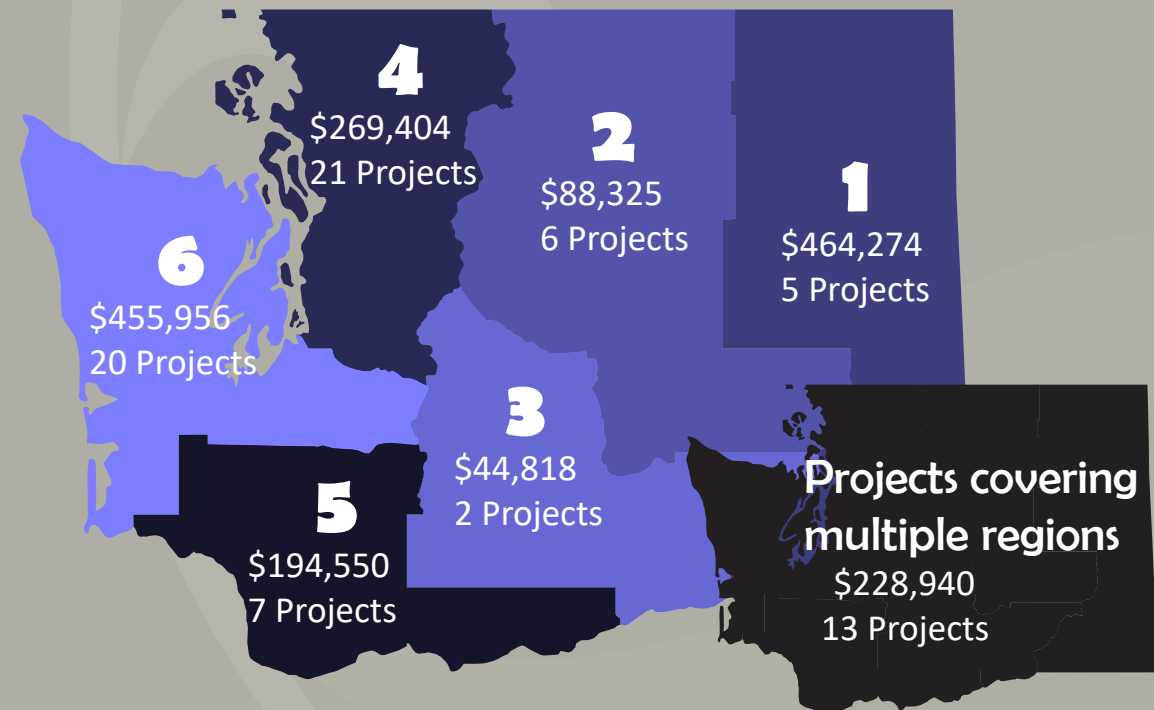 4
$269,404
21 Projects
2
$88,325
6 Projects
1
$464,274
5 Projects
6
$455,956
20 Projects
3
$44,818
2 Projects
5
$194,550
7 Projects
Projects covering
multiple regions
$228,940
13 Projects